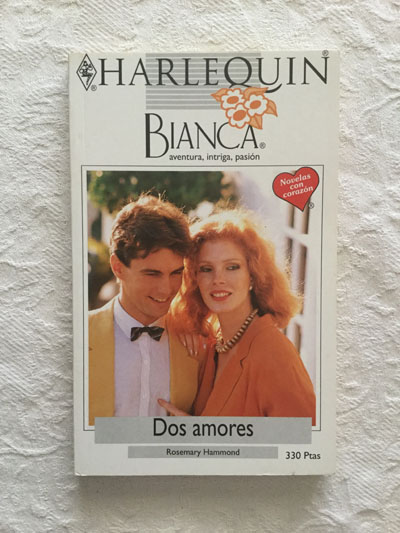 HARLEQUIN®
BIANCA®
aventura, intriga, pasión
Novelas
con
corazón
®
Dos amores
Rosemary Hammond
330 Ptas